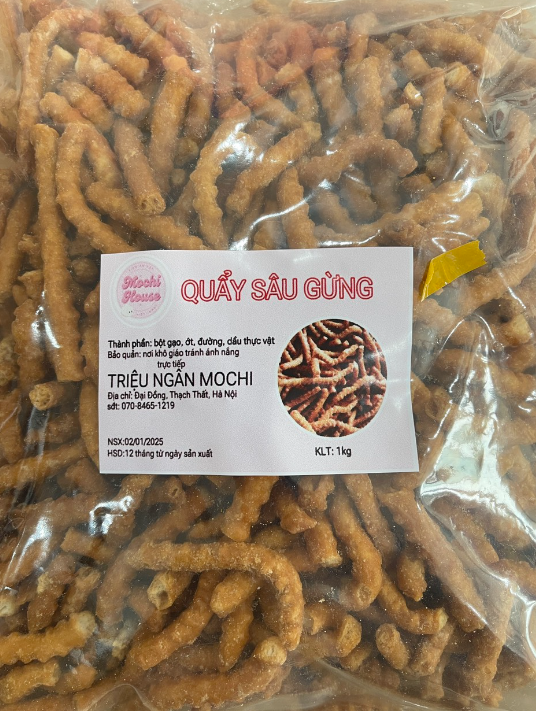 Mochi
House
QUẨY SÂU GỪNG
Thành phần: bột gạo, ớt, đường, dầu thực vật
Bảo quản: nơi khô giáo tránh ánh nắng
trực tiếp
TRIỆU NGÂN MOCHI
Địa chỉ: Đại Đồng, Thạch Thất, Hà Nội
sđt: 070-8465-1219
NSX:02/01/2025
HSD:12 tháng từ ngày sản xuất
KLT: 1kg